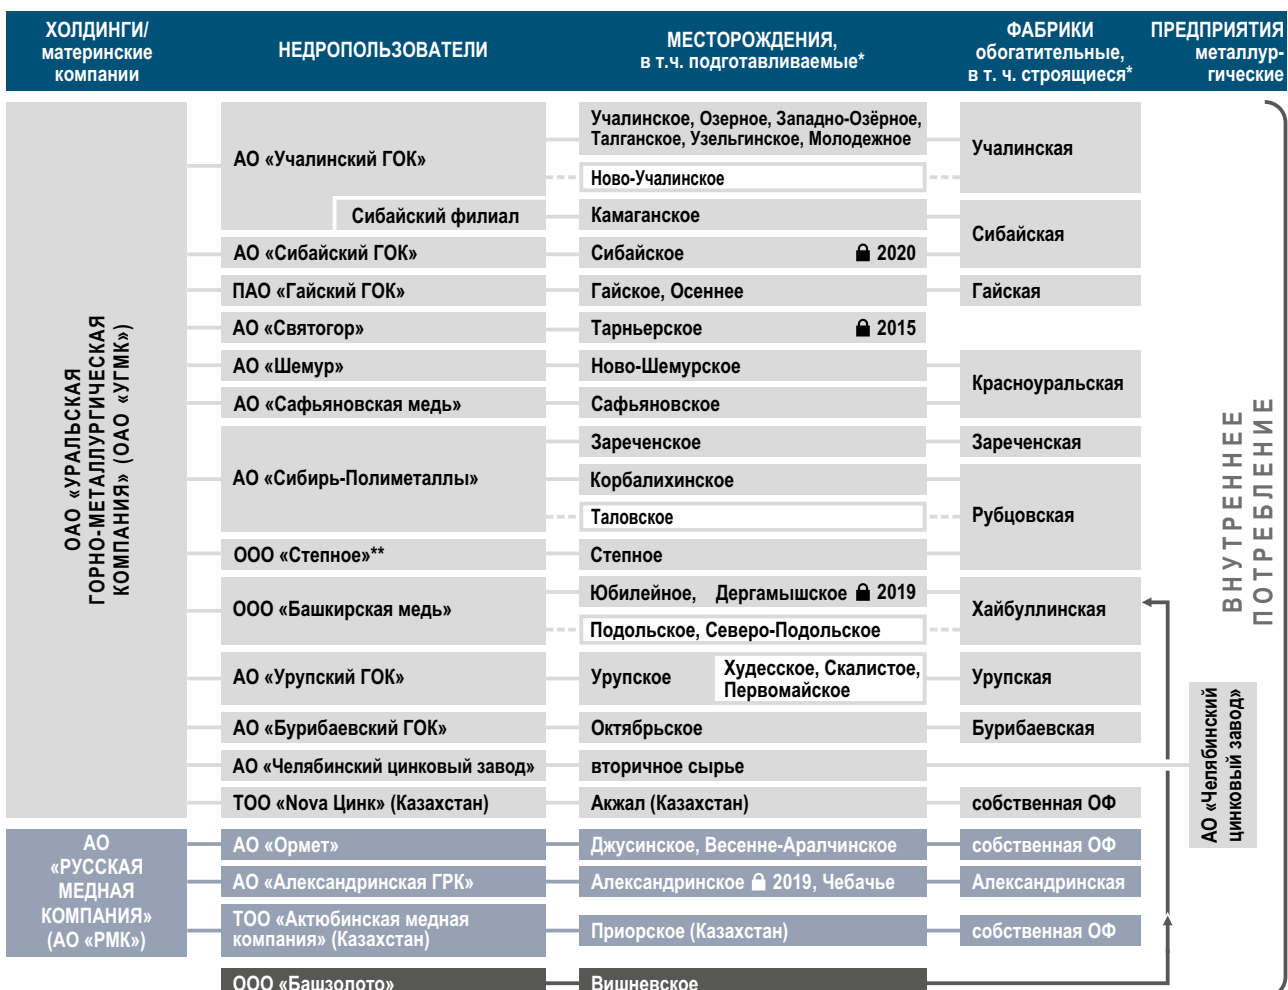 ХОЛДИНГИ/
материнские
компании
НЕДРОПОЛЬЗОВАТЕЛИ
МЕСТОРОЖДЕНИЯ,
в т.ч. подготавливаемые*
ФАБРИКИ
обогатительные,
в т. ч. строящиеся*
ПРЕДПРИЯТИЯ
металлур-
гические
ОАО «УРАЛЬСКАЯ
ГОРНО-МЕТАЛЛУРГИЧЕСКАЯ
КОМПАНИЯ» (ОАО «УГМК»)
АО «Учалинский ГОК»
Учалинское, Озерное, Западно-Озёрное,
Талганское, Узельгинское, Молодежное
Учалинская
Ново-Учалинское
Сибайский филиал
Камаганское
Сибайская
АО «Сибайский ГОК»
Сибайское 2020
ПАО «Гайский ГОК»
Гайское, Осеннее
Гайская
АО «Святогор»
Тарньерское 2015
АО «Шемур»
Ново-Шемурское
Красноуральская
АО «Сафьяновская медь»
Сафьяновское
АО «Сибирь-Полиметаллы»
Зареченское
Зареченская
Корбалихинское
Рубцовская
Таловское
ООО «Степное»**
Степное
ООО «Башкирская медь»
Юбилейное, Дергамышское 2019
Хайбуллинская
Подольское, Северо-Подольское
АО «Урупский ГОК»
Урупское
Худесское, Скалистое,
Первомайское
Урупская
АО «Бурибаевский ГОК»
Октябрьское
Бурибаевская
АО «Челябинский цинковый завод»
вторичное сырье
ТОО «Nova Цинк» (Казахстан)
Акжал (Казахстан)
собственная ОФ
ВНУТРЕННЕЕ
ПОТРЕБЛЕНИЕ
АО «Челябинский
цинковый завод»
АО
«РУССКАЯ
МЕДНАЯ
КОМПАНИЯ»
(АО «РМК»)
АО «Ормет»
Джусинское, Весенне-Аралчинское
собственная ОФ
АО «Александринская ГРК»
Александринское 2019, Чебачье
Александринская
ТОО «Актюбинская медная
компания» (Казахстан)
Приорское (Казахстан)
собственная ОФ
ООО «Башзолото»
Вишневское